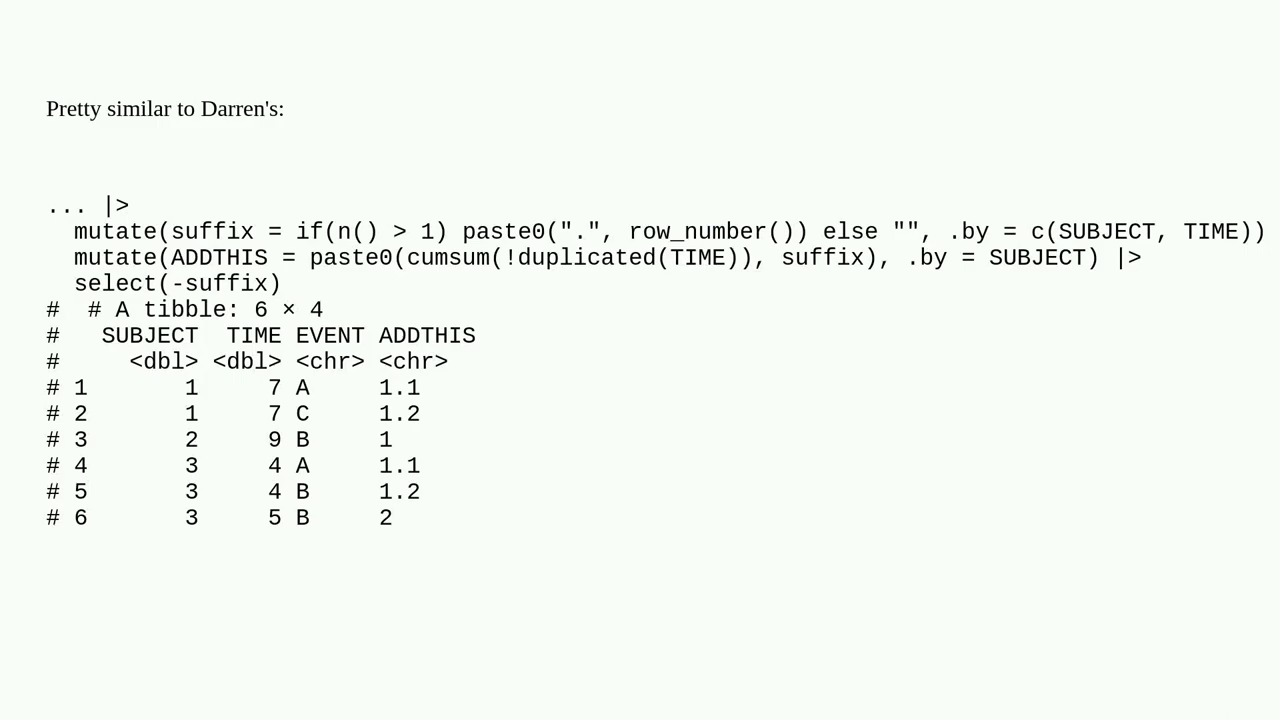 Pretty similar to Darren's:
... |>
  mutate(suffix = if(n() > 1) paste0(".", row_number()) else "", .by = c(SUBJECT, TIME))
  mutate(ADDTHIS = paste0(cumsum(!duplicated(TIME)), suffix), .by = SUBJECT) |>
  select(-suffix)
#  # A tibble: 6 × 4
#   SUBJECT  TIME EVENT ADDTHIS
#     <dbl> <dbl> <chr> <chr>
# 1       1     7 A     1.1
# 2       1     7 C     1.2
# 3       2     9 B     1
# 4       3     4 A     1.1
# 5       3     4 B     1.2
# 6       3     5 B     2